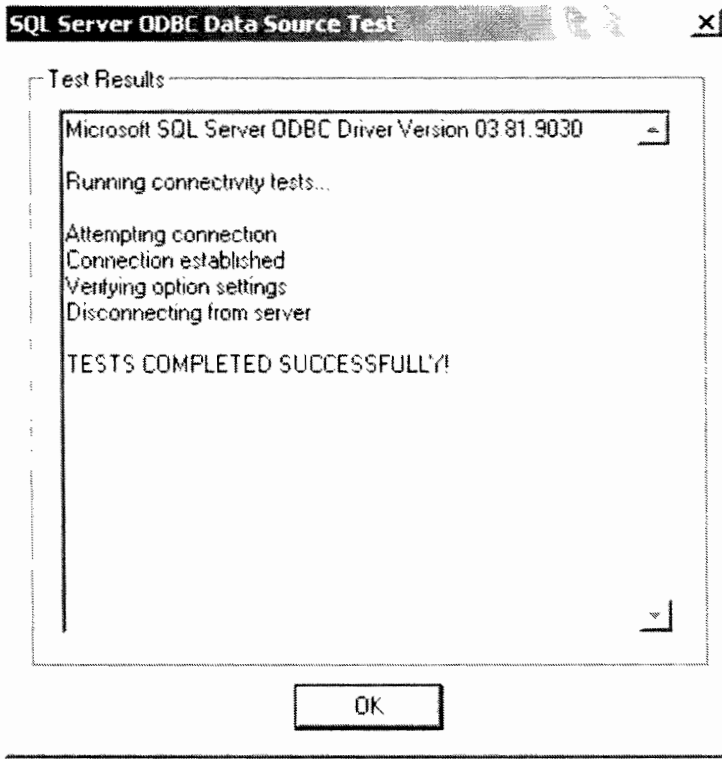 SQL Server ODBC Data Source Test
Test Results
Microsoft SQL Server ODBC Driver Version 03.81.9030
Running connectivity tests...
Attempting connection
Connection established
Verifying option settings
Disconnecting from server
TESTS COMPLETED SUCCESSFULLY!
OK